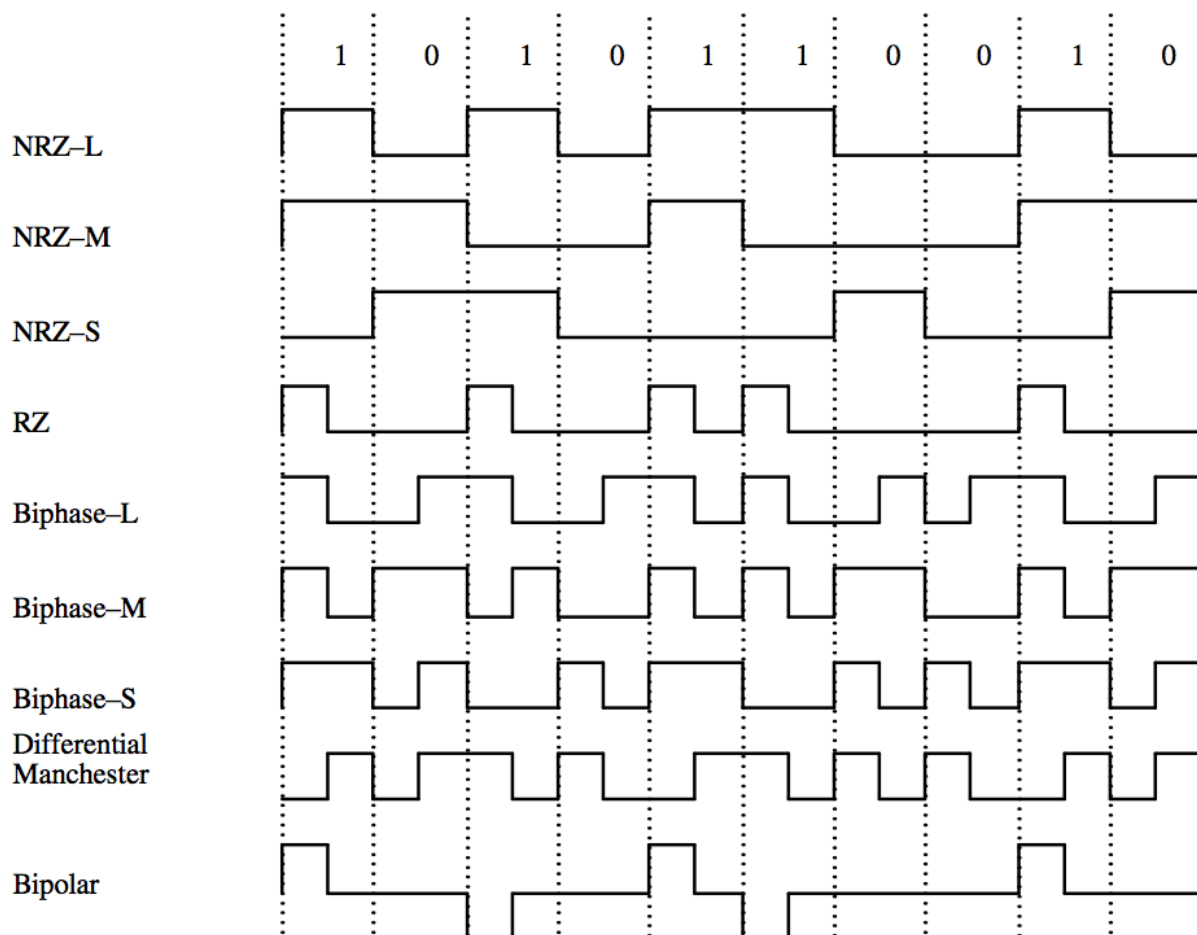 1 0 1 0 1 1 0 0 1 0
NRZ–L
NRZ–M
NRZ–S
RZ
Biphase–L
Biphase–M
Biphase–S
Differential
Manchester
Bipolar